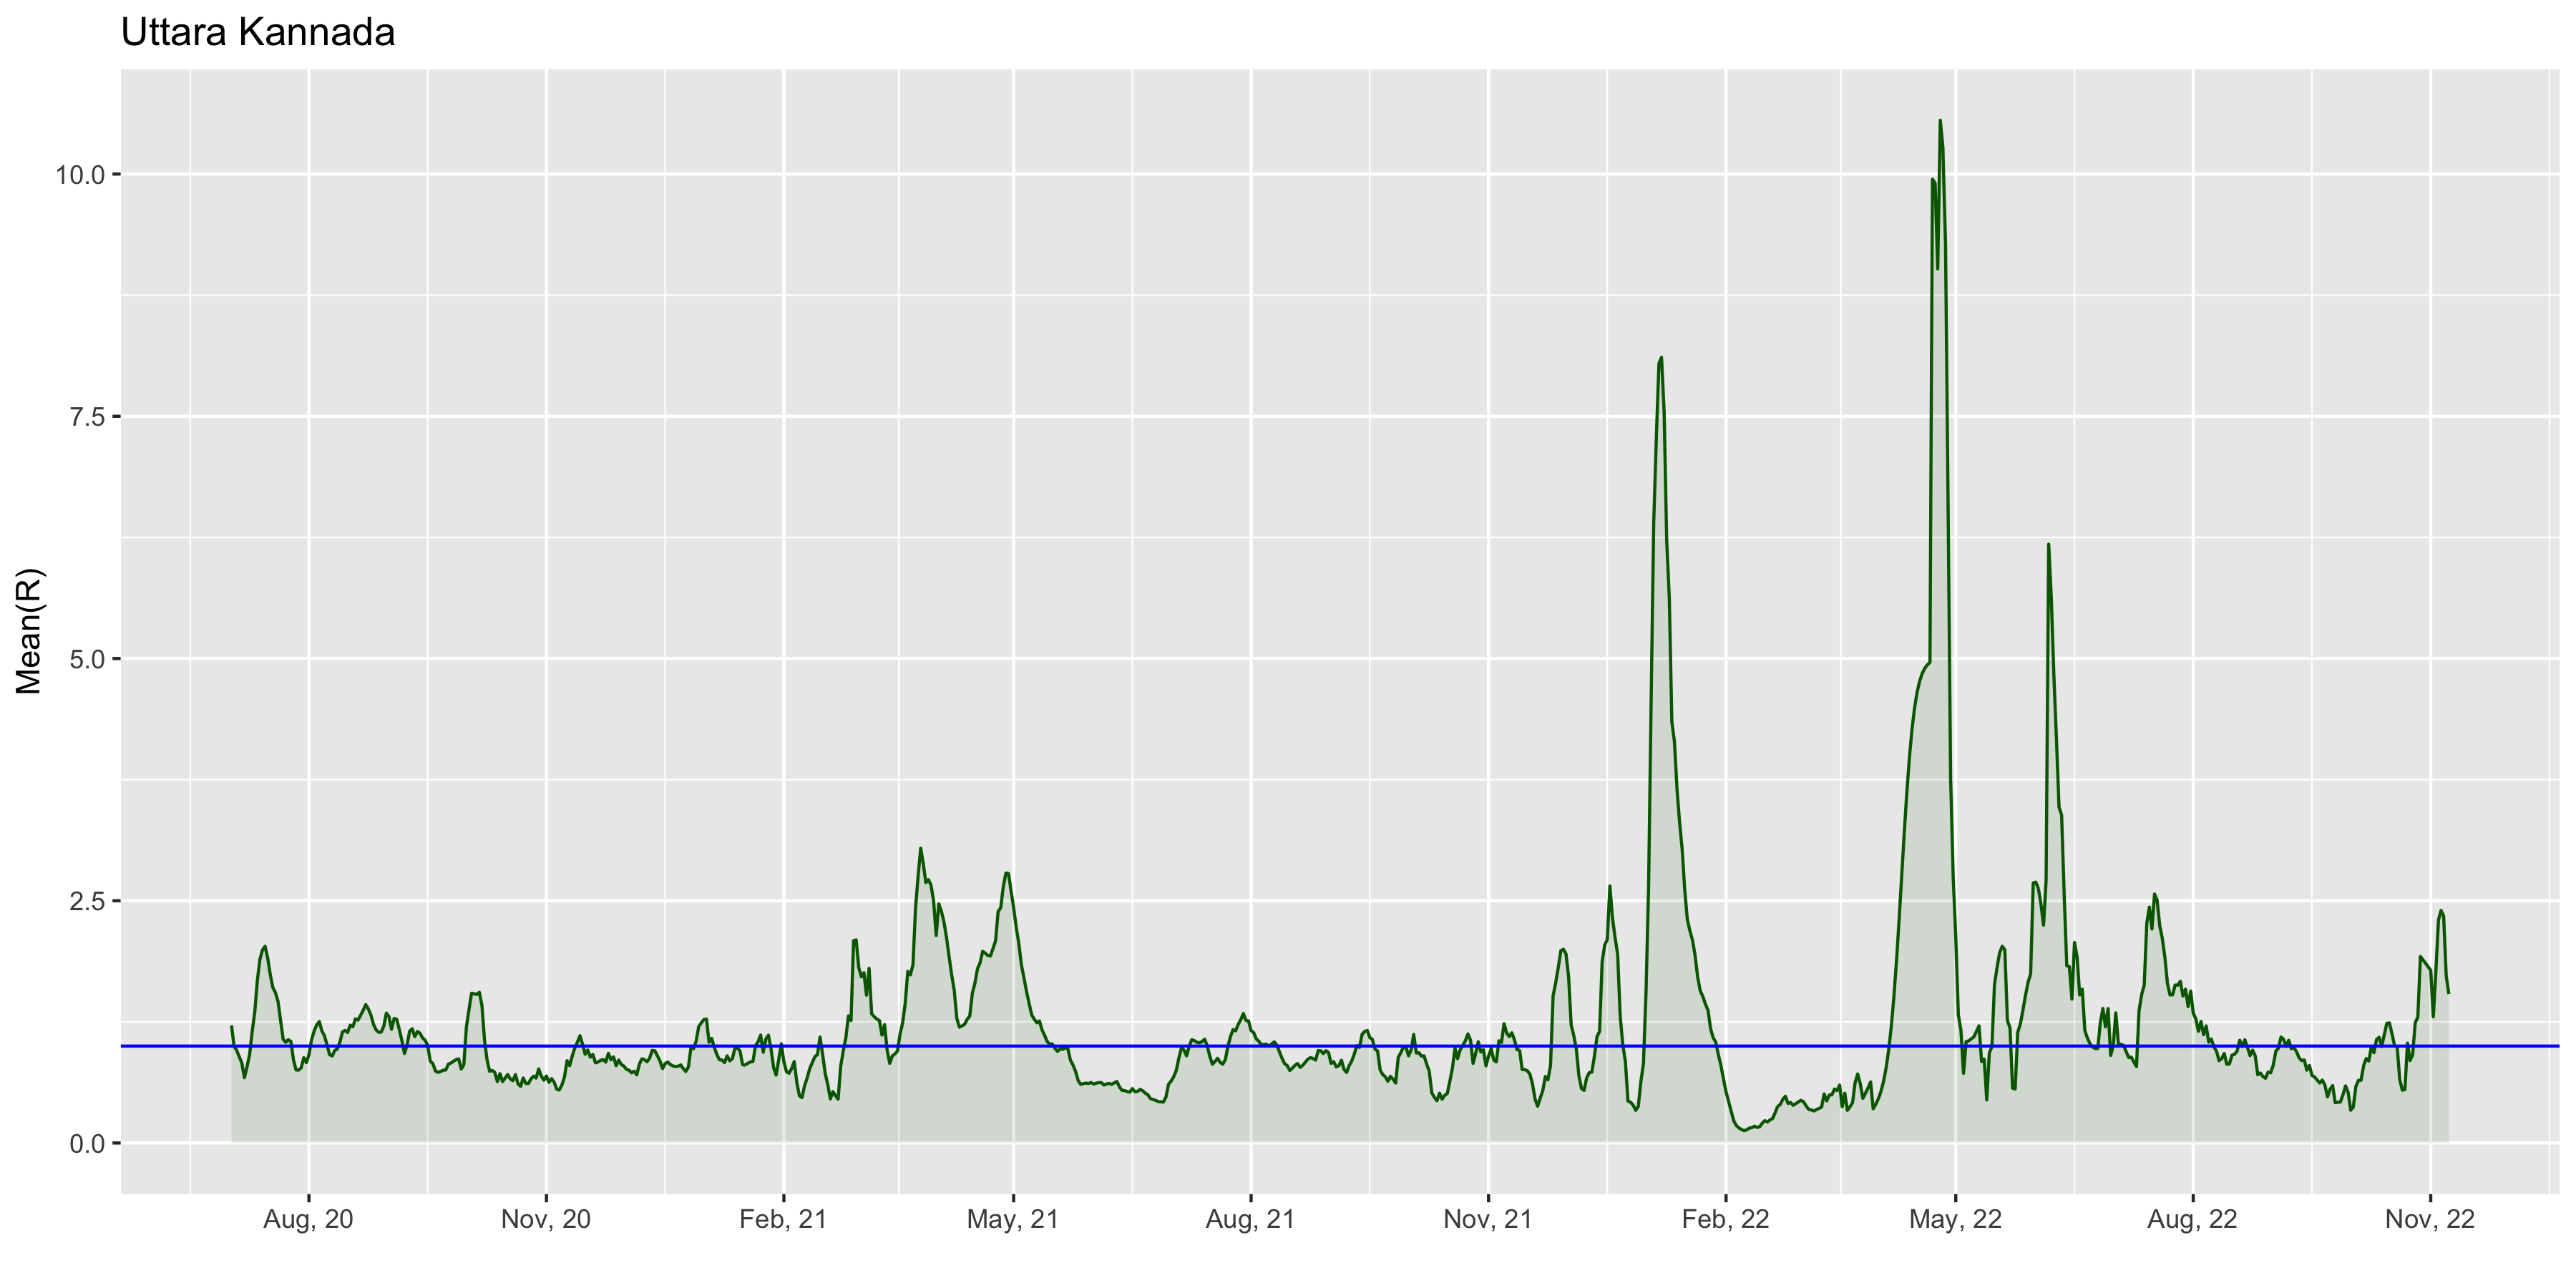 Uttara Kannada
Mean(R)
10.0
7.5
5.0
2.5
0.0
Aug, 20
Nov, 20
Feb, 21
May, 21
Aug, 21
Nov, 21
Feb, 22
May, 22
Aug, 22
Nov, 22